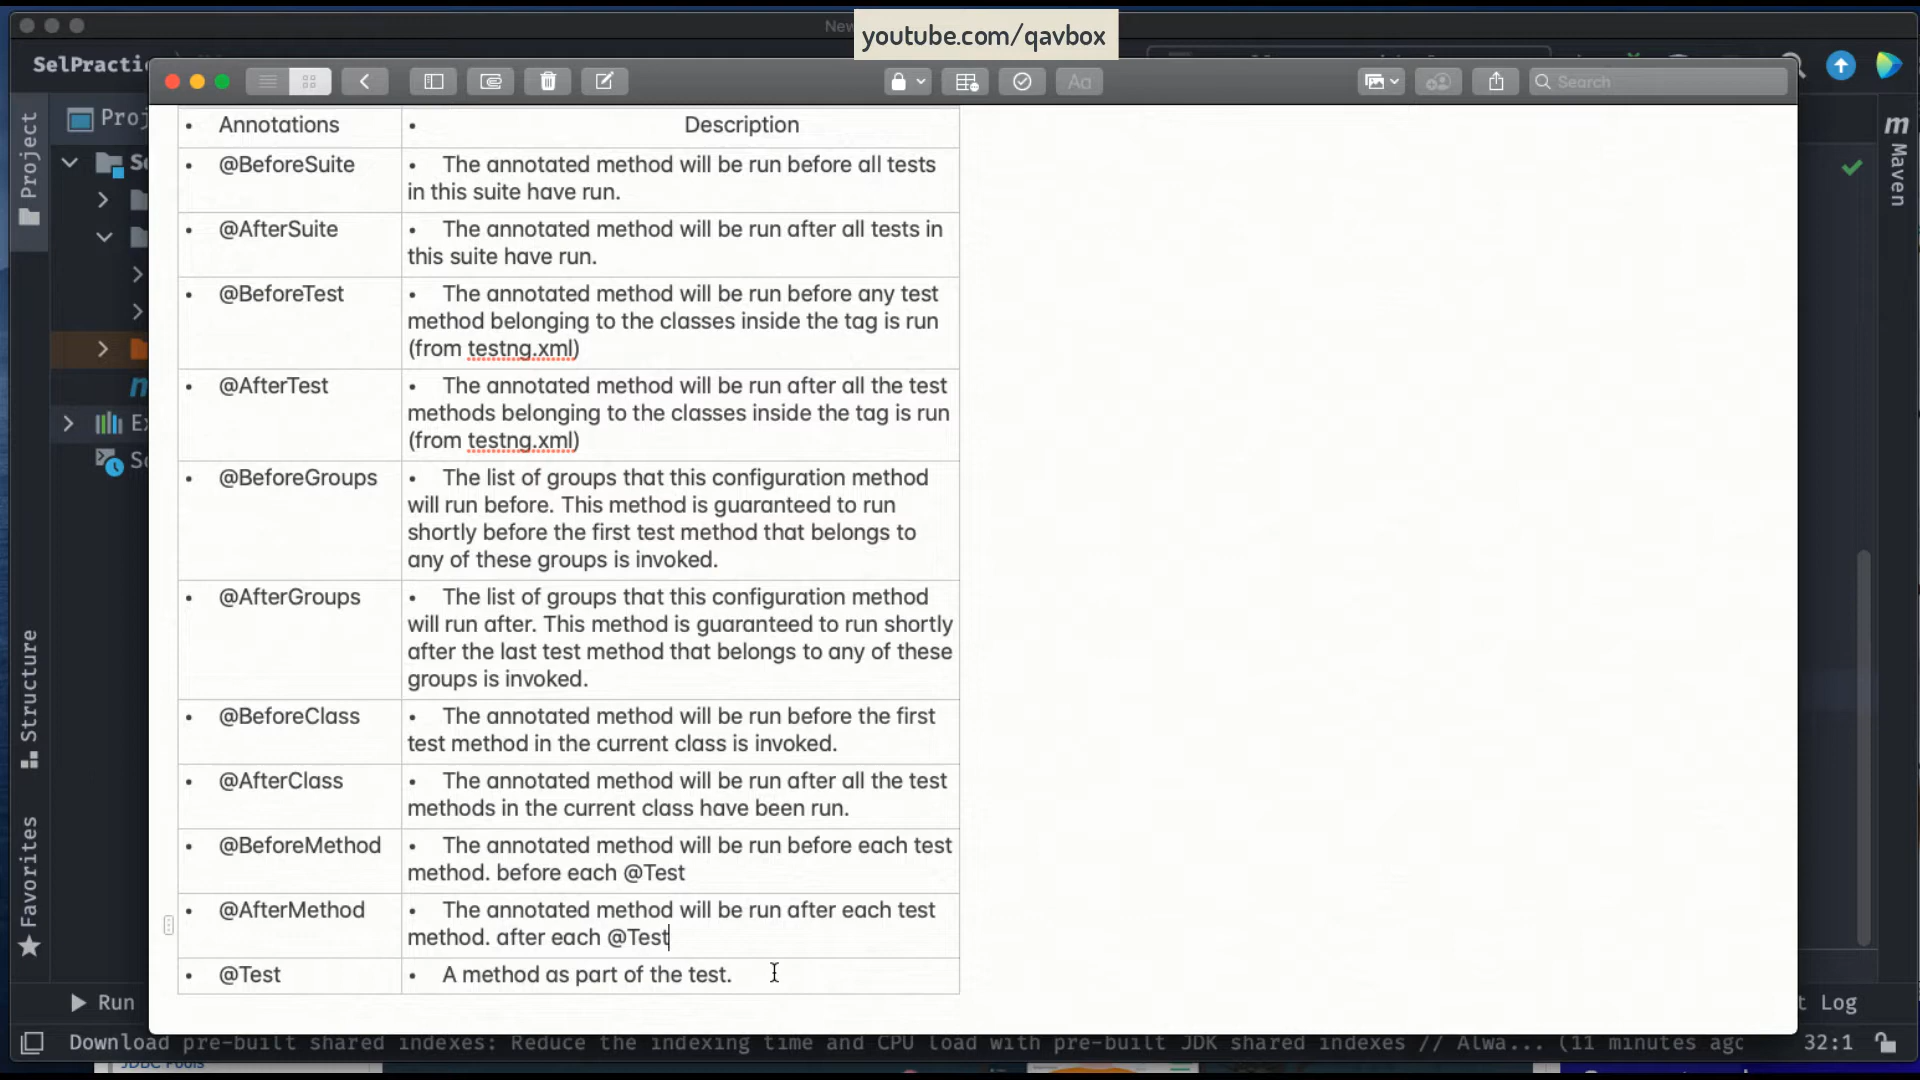 youtube.com/qavbox
New
SelPractic
Search
Proj
Project
Maven
S
Annotations
Description
@BeforeSuite
The annotated method will be run before all tests
in this suite have run.
@AfterSuite
The annotated method will be run after all tests in
this suite have run.
@BeforeTest
The annotated method will be run before any test
method belonging to the classes inside the tag is run
(from testng.xml)
@AfterTest
The annotated method will be run after all the test
methods belonging to the classes inside the tag is run
(from testng.xml)
@BeforeGroups
The list of groups that this configuration method
will run before. This method is guaranteed to run
shortly before the first test method that belongs to
any of these groups is invoked.
@AfterGroups
The list of groups that this configuration method
will run after. This method is guaranteed to run shortly
after the last test method that belongs to any of these
groups is invoked.
@BeforeClass
The annotated method will be run before the first
test method in the current class is invoked.
@AfterClass
The annotated method will be run after all the test
methods in the current class have been run.
@BeforeMethod
The annotated method will be run before each test
method. before each @Test
@AfterMethod
The annotated method will be run after each test
method. after each @Test
@Test
A method as part of the test.
Ex
Sc
Structure
Favorites
Run
t Log
Download pre-built shared indexes: Reduce the indexing time and CPU load with pre-built JDK shared indexes // Alwa... (11 minutes ago
32:1
JDBC Pools